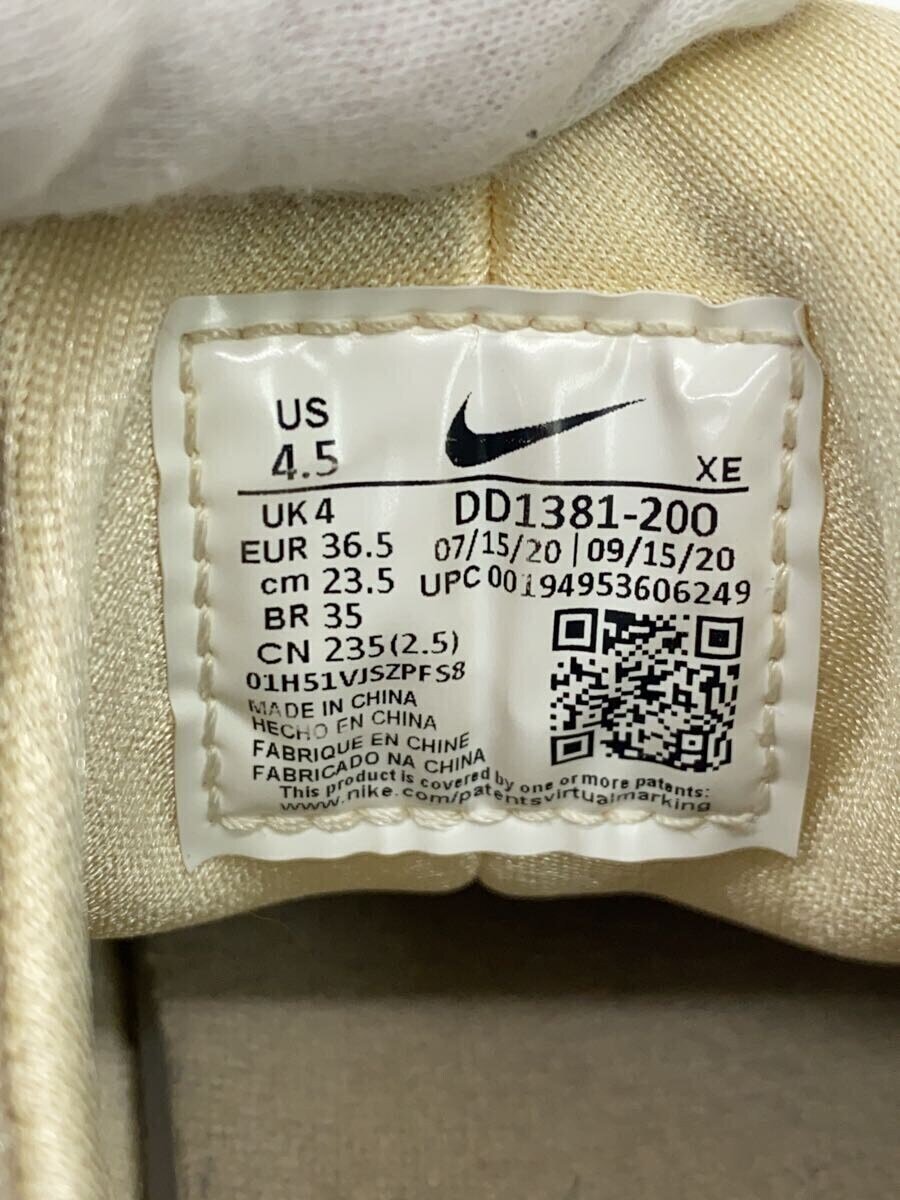 US
4.5
XE
UK 4
DD1381-200
EUR 36.5
07/15/20 | 09/15/20
cm 23.5
UPC 00194953606249
BR 35
CN 235(2.5)
01H51VJSZPFS8
MADE IN CHINA
HECHO EN CHINA
FABRIQUE EN CHINE
FABRICADO NA CHINA
This product is covered by one or more patents:
www.nike.com/patentsvirtualmarking